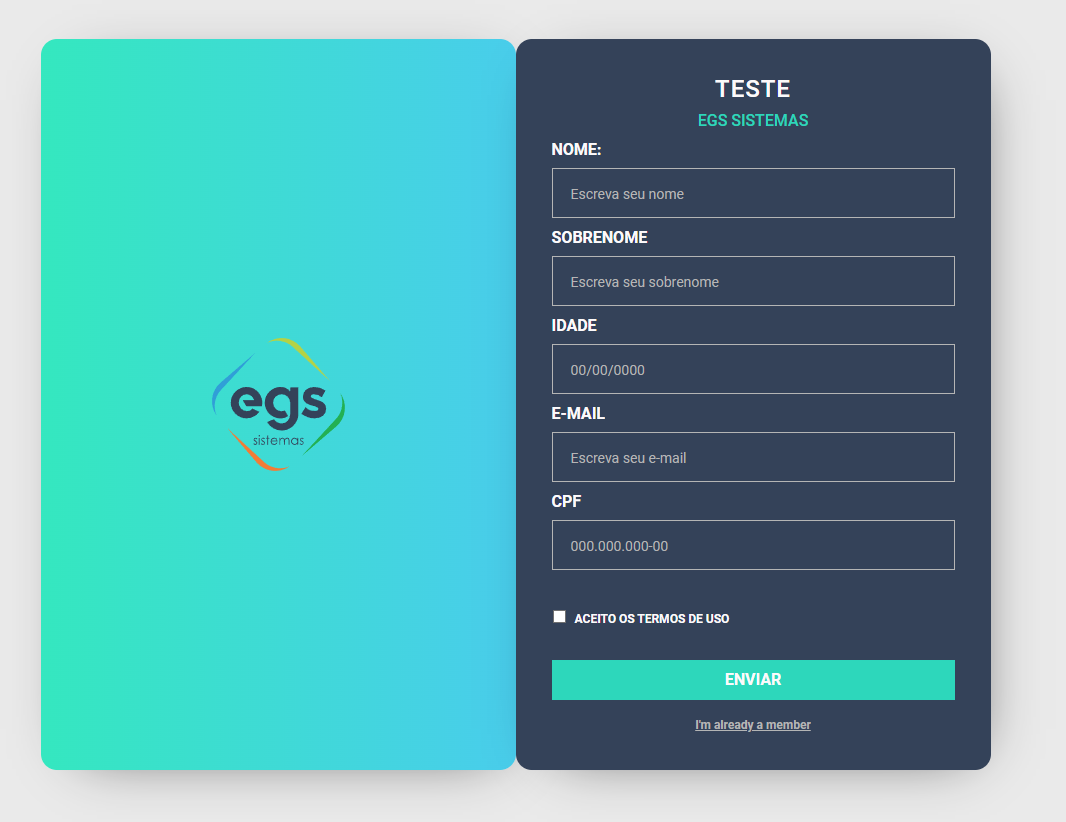 egs
sistemas
TESTE
EGS SISTEMAS
NOME:
Escreva seu nome
SOBRENOME
Escreva seu sobrenome
IDADE
00/00/0000
E-MAIL
Escreva seu e-mail
CPF
000.000.000-00
ACEITO OS TERMOS DE USO
ENVIAR
I'm already a member